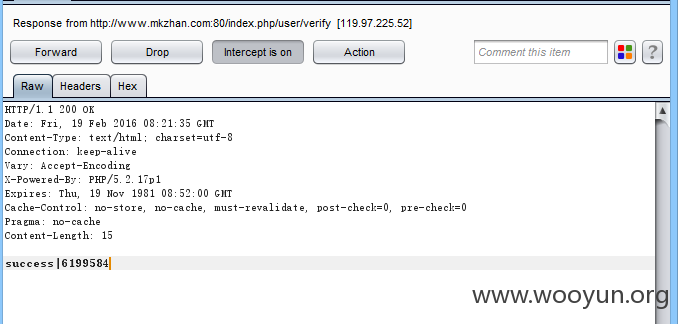 Response from http://www.mkzhan.com:80/index.php/user/verify [119.97.225.52]
Forward Drop Intercept is on Action Comment this item ?
Raw Headers Hex
HTTP/1.1 200 OK
Date: Fri, 19 Feb 2016 08:21:35 GMT
Content-Type: text/html; charset=utf-8
Connection: keep-alive
Vary: Accept-Encoding
X-Powered-By: PHP/5.2.17p1
Expires: Thu, 19 Nov 1981 08:52:00 GMT
Cache-Control: no-store, no-cache, must-revalidate, post-check=0, pre-check=0
Pragma: no-cache
Content-Length: 15
success|6199584
www.wooyun.org